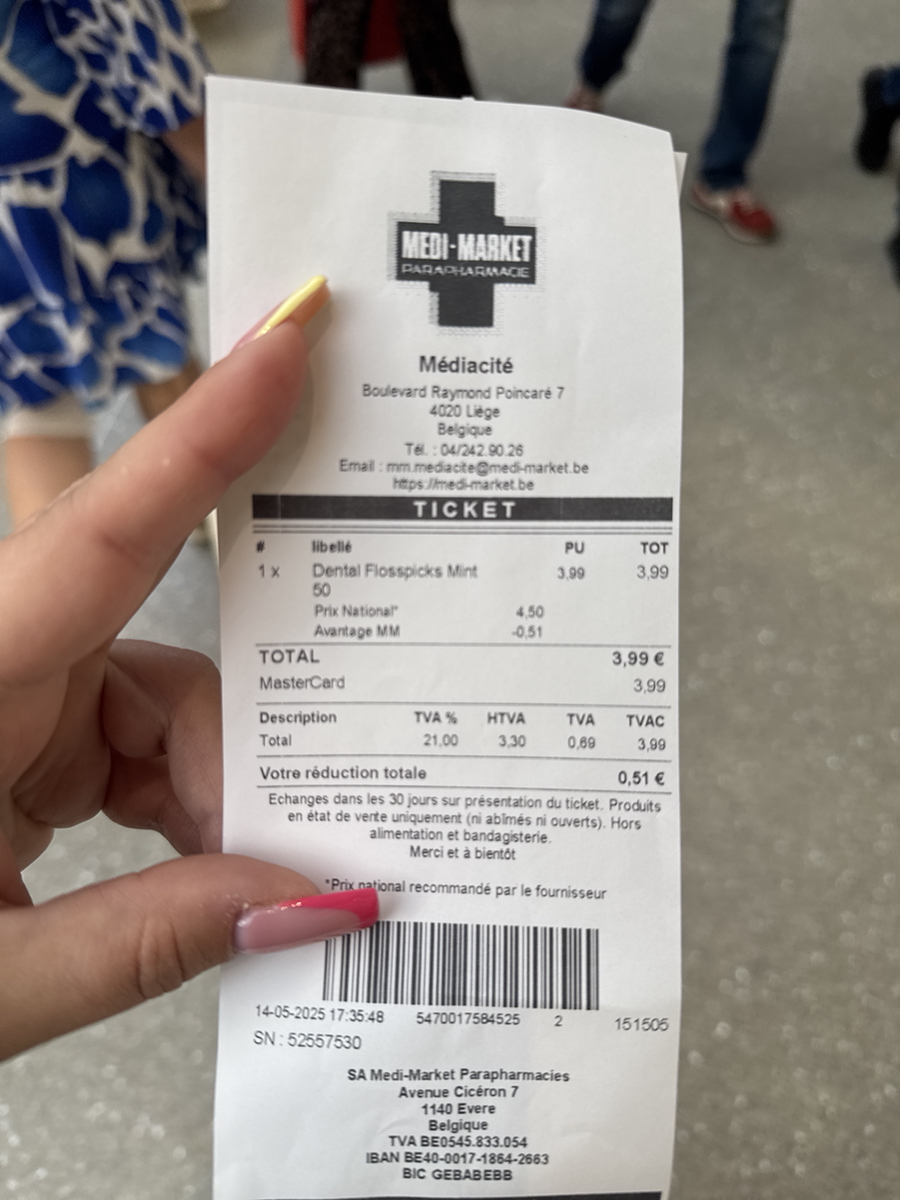 MEDI-MARKET
PARAPHARMACIE
Médiacité
Boulevard Raymond Poincaré 7
4020 Liège
Belgique
Tél. : 04/242.90.26
Email : mm.mediacite@medi-market.be
https://medi-market.be
TICKET
# libellé PU TOT
1 x Dental Flosspicks Mint 3,99 3,99
50
Prix National* 4,50
Avantage MM -0,51
TOTAL 3,99 €
MasterCard 3,99
Description TVA % HTVA TVA TVAC
Total 21,00 3,30 0,69 3,99
Votre réduction totale 0,51 €
Echanges dans les 30 jours sur présentation du ticket. Produits
en état de vente uniquement (ni abîmés ni ouverts). Hors
alimentation et bandagisterie.
Merci et à bientôt
*Prix national recommandé par le fournisseur
14-05-2025 17:35:48 5470017584525 2 151505
SN : 52557530
SA Medi-Market Parapharmacies
Avenue Cicéron 7
1140 Evere
Belgique
TVA BE0545.833.054
IBAN BE40-0017-1864-2663
BIC GEBABEBB